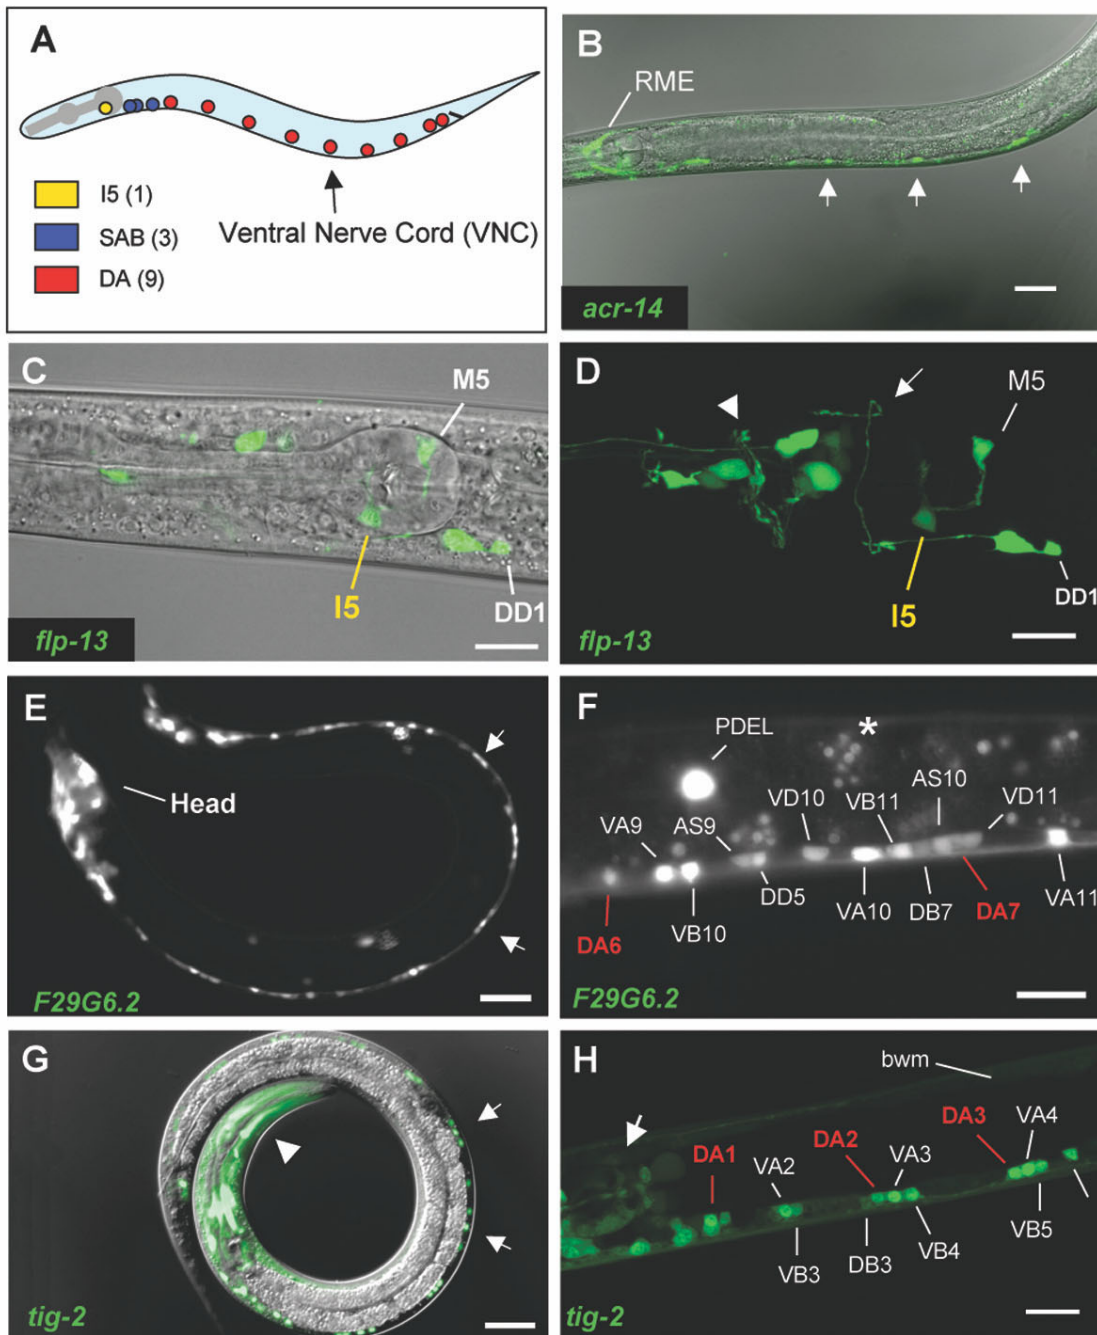 A
I5 (1)
SAB (3)
DA (9)
Ventral Nerve Cord (VNC)
B
RME
acr-14
C
M5
I5
DD1
flp-13
D
M5
I5
DD1
flp-13
E
Head
F29G6.2
F
*
PDEL
AS10
VD10
VB11
VD11
VA9
AS9
DD5
VA10
DB7
DA7
VA11
VB10
DA6
F29G6.2
G
tig-2
H
bwm
DA1
VA2
DA2
VA3
DA3
VA4
VB3
DB3
VB4
VB5
tig-2